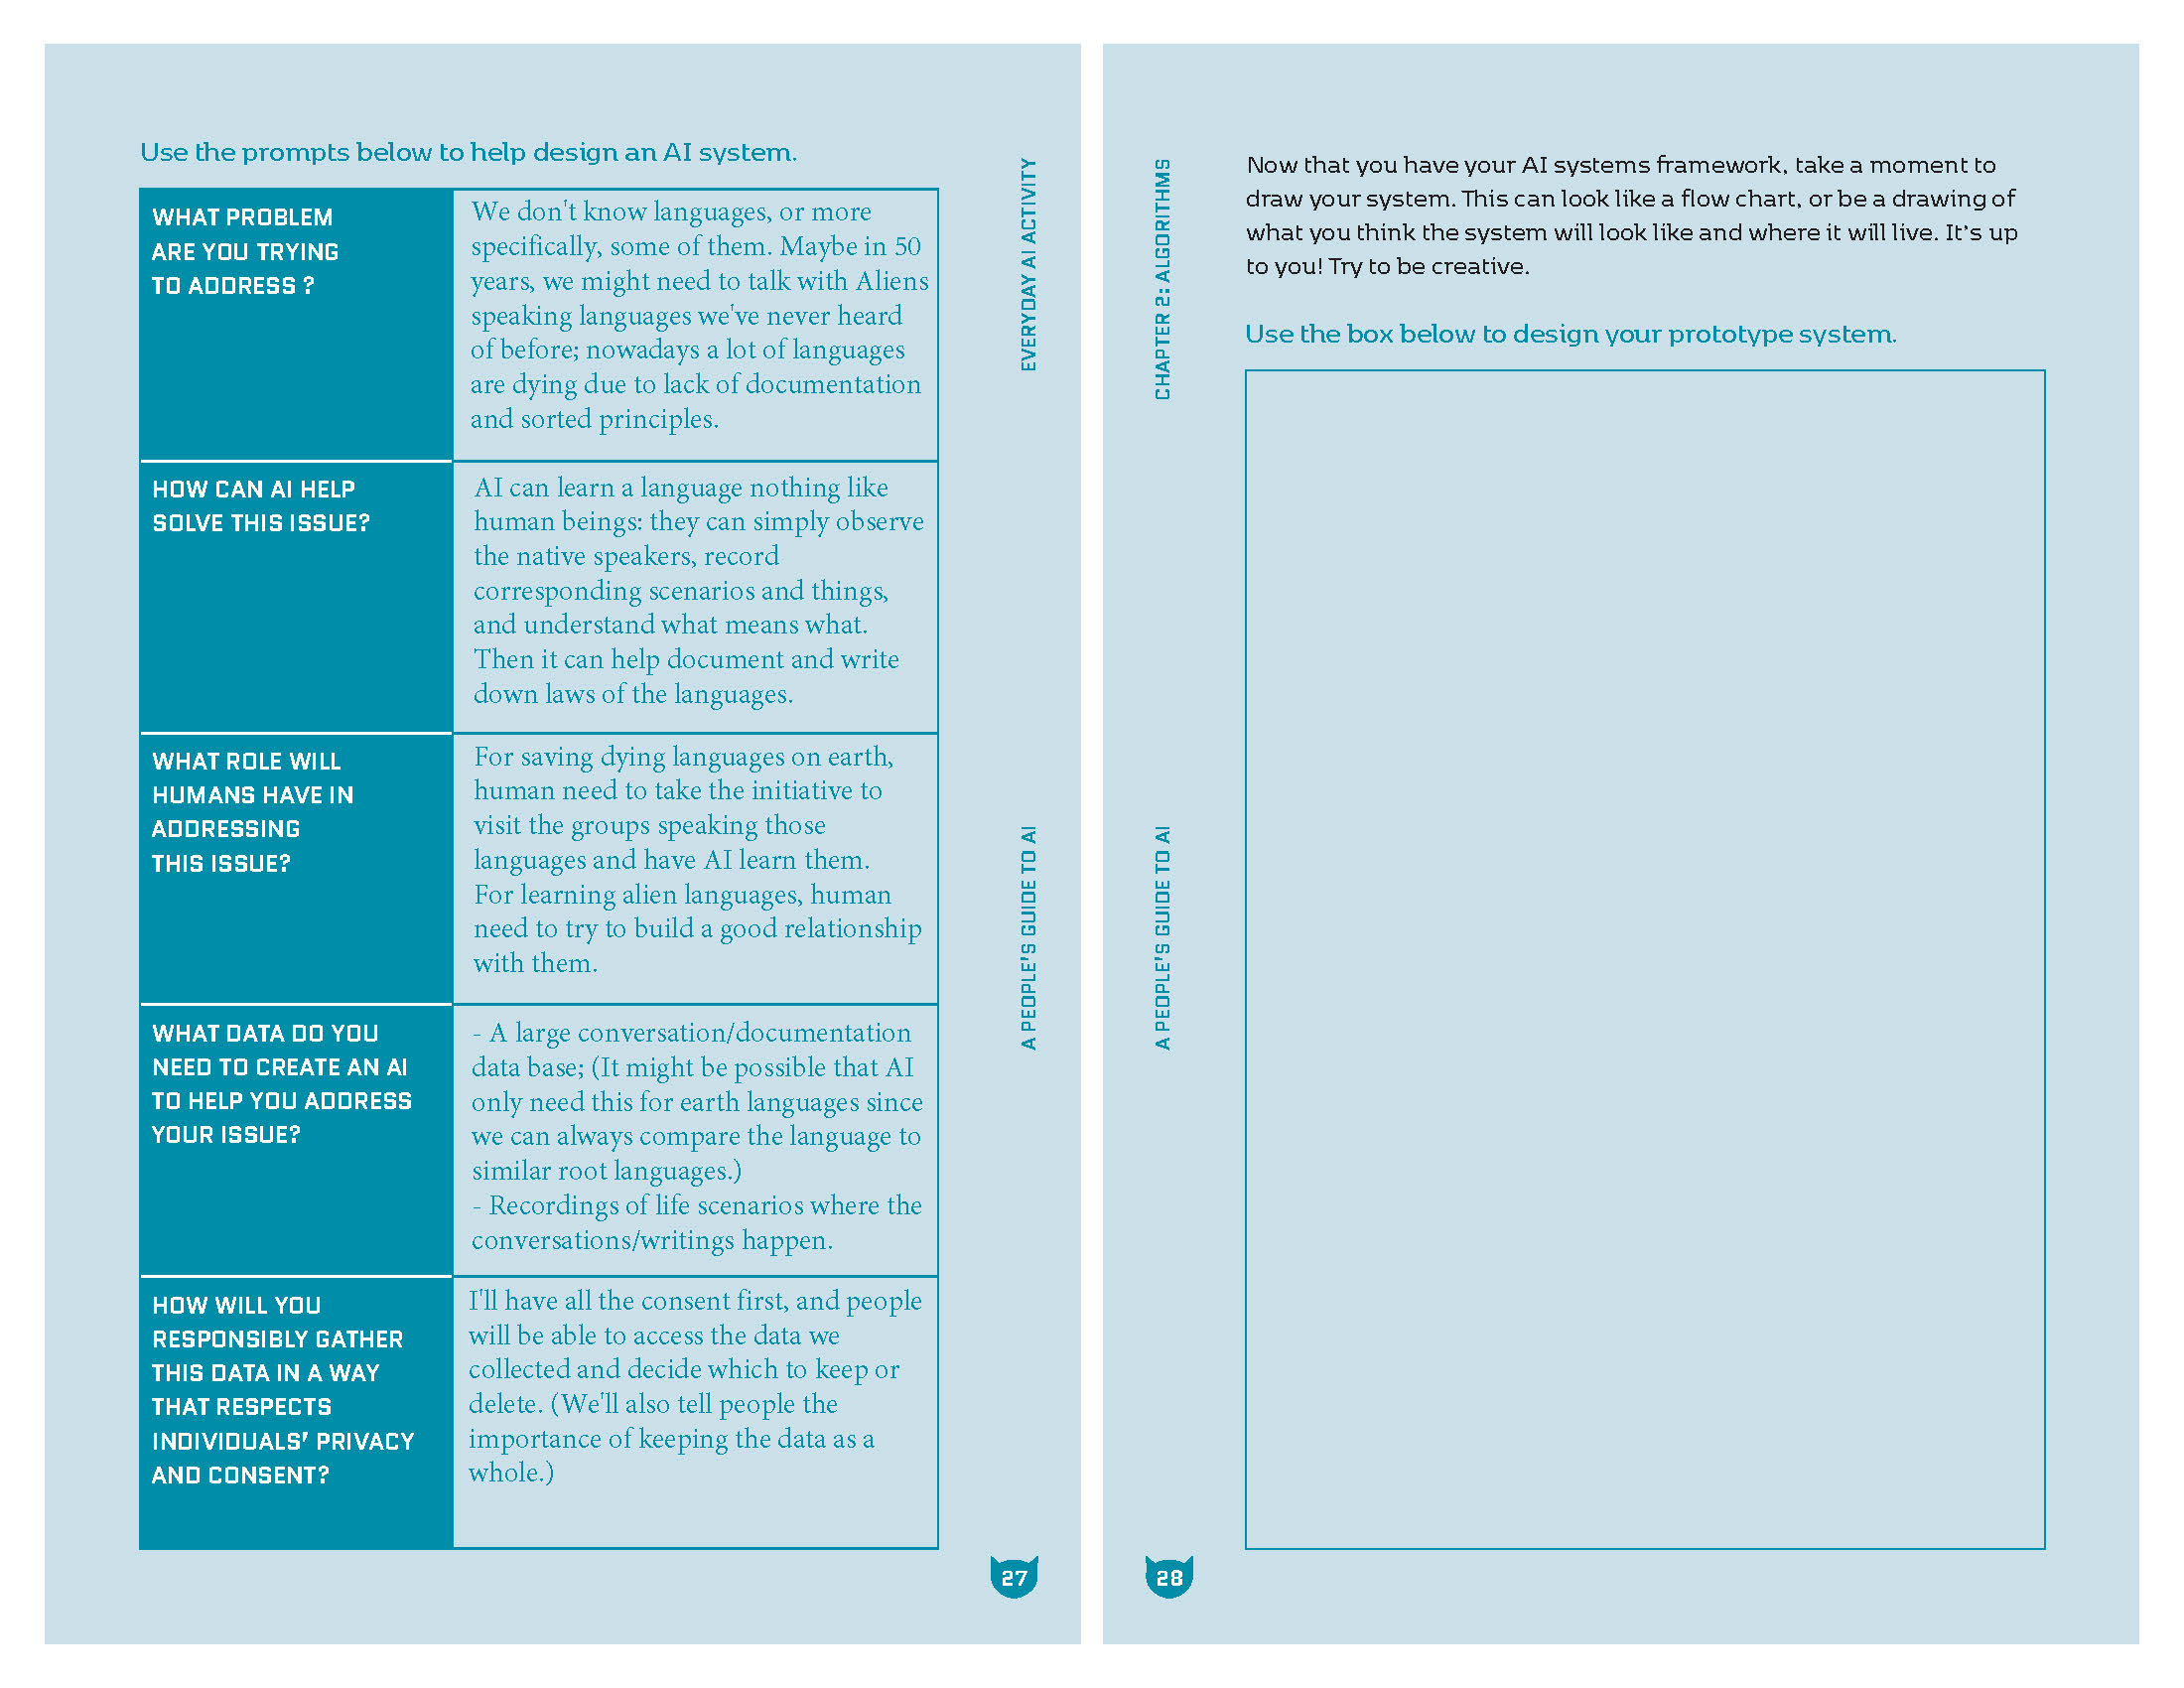 Use the prompts below to help design an AI system.
WHAT PROBLEM
ARE YOU TRYING
TO ADDRESS ?
We don't know languages, or more
specifically, some of them. Maybe in 50
years, we might need to talk with Aliens
speaking languages we've never heard
of before; nowadays a lot of languages
are dying due to lack of documentation
and sorted principles.
HOW CAN AI HELP
SOLVE THIS ISSUE?
AI can learn a language nothing like
human beings: they can simply observe
the native speakers, record
corresponding scenarios and things,
and understand what means what.
Then it can help document and write
down laws of the languages.
WHAT ROLE WILL
HUMANS HAVE IN
ADDRESSING
THIS ISSUE?
For saving dying languages on earth,
human need to take the initiative to
visit the groups speaking those
languages and have AI learn them.
For learning alien languages, human
need to try to build a good relationship
with them.
WHAT DATA DO YOU
NEED TO CREATE AN AI
TO HELP YOU ADDRESS
YOUR ISSUE?
- A large conversation/documentation
data base; (It might be possible that AI
only need this for earth languages since
we can always compare the language to
similar root languages.)
- Recordings of life scenarios where the
conversations/writings happen.
HOW WILL YOU
RESPONSIBLY GATHER
THIS DATA IN A WAY
THAT RESPECTS
INDIVIDUALS' PRIVACY
AND CONSENT?
I'll have all the consent first, and people
will be able to access the data we
collected and decide which to keep or
delete. (We'll also tell people the
importance of keeping the data as a
whole.)
EVERYDAY AI ACTIVITY
A PEOPLE'S GUIDE TO AI
27
CHAPTER 2: ALGORITHMS
A PEOPLE'S GUIDE TO AI
28
Now that you have your AI systems framework, take a moment to
draw your system. This can look like a flow chart, or be a drawing of
what you think the system will look like and where it will live. It's up
to you! Try to be creative.
Use the box below to design your prototype system.